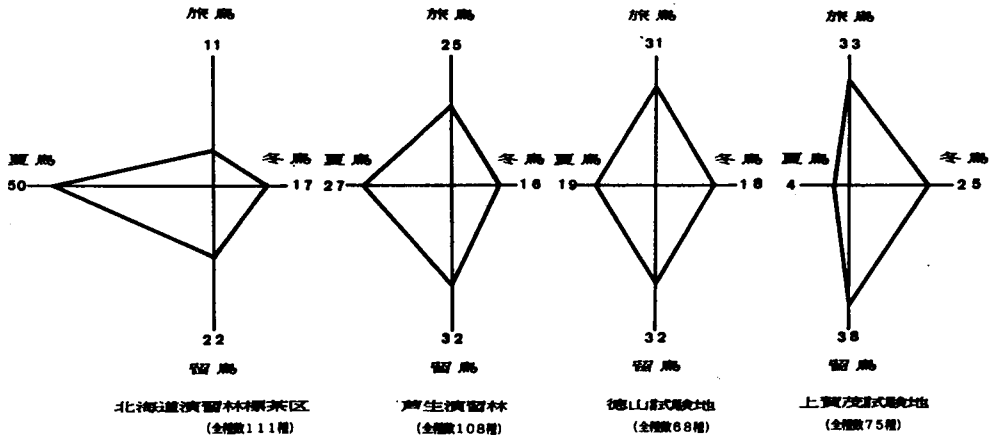 旅鳥
11
夏鳥
50
冬鳥
17
22
留鳥
北海道演習林標茶区
(全種数111種)
旅鳥
25
夏鳥
27
冬鳥
16
32
留鳥
芦生演習林
(全種数108種)
旅鳥
31
夏鳥
19
冬鳥
18
32
留鳥
徳山試験地
(全種数68種)
旅鳥
33
夏鳥
4
冬鳥
25
38
留鳥
上賀茂試験地
(全種数75種)